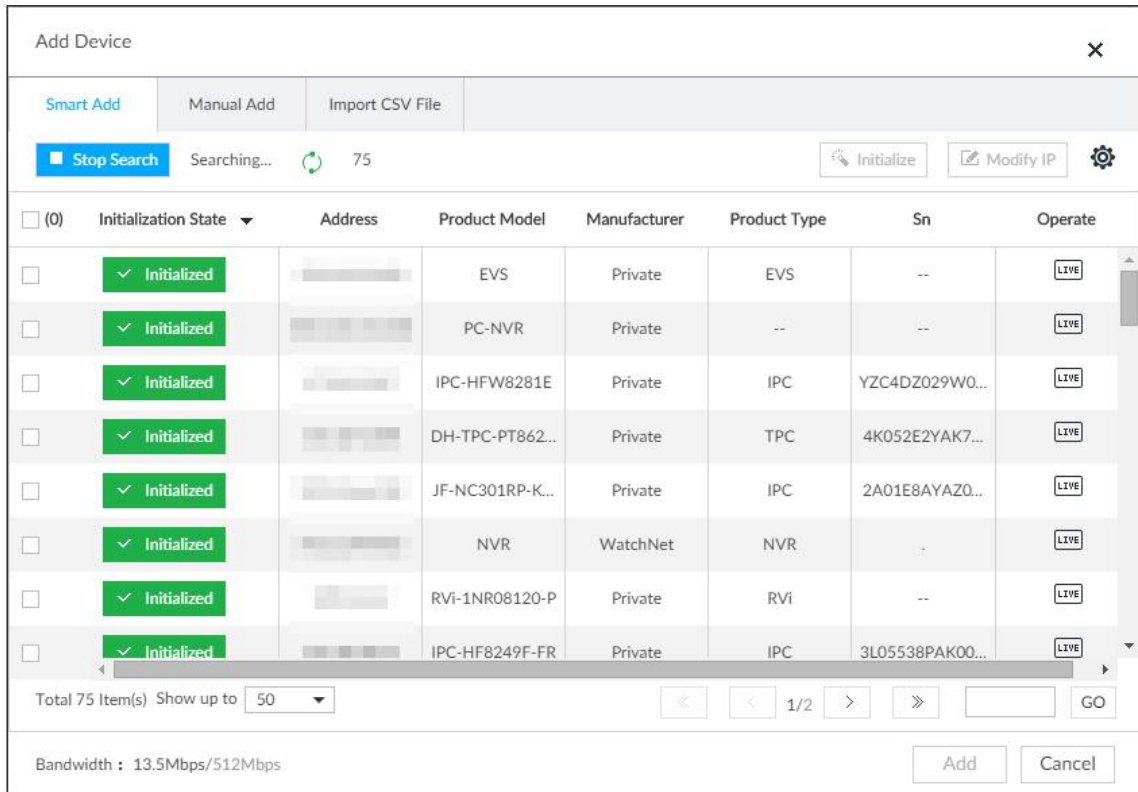 Add Device
Smart Add Manual Add Import CSV File
Stop Search Searching... 75 Initialize Modify IP
(0) Initialization State Address Product Model Manufacturer Product Type Sn Operate
Initialized EVS Private EVS -- LIVE
Initialized PC-NVR Private -- -- LIVE
Initialized IPC-HFW8281E Private IPC YZC4DZ029W0... LIVE
Initialized DH-TPC-PT862... Private TPC 4K052E2YAK7... LIVE
Initialized JF-NC301RP-K... Private IPC 2A01E8AYAZ0... LIVE
Initialized NVR WatchNet NVR . LIVE
Initialized RVi-1NR08120-P Private RVi -- LIVE
Initialized IPC-HF8249F-FR Private IPC 3L05538PAK00... LIVE
Total 75 Item(s) Show up to 50 1/2 GO
Bandwidth : 13.5Mbps/512Mbps Add Cancel